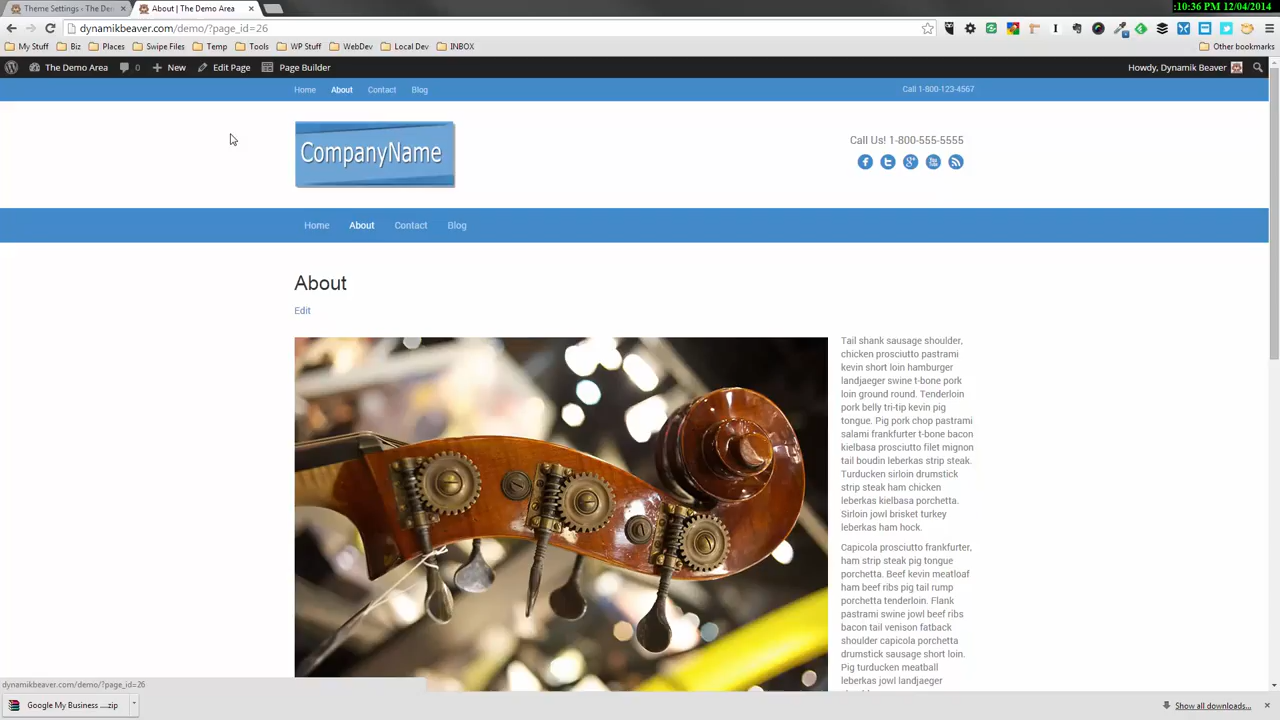 :10:36 PM 12/04/2014
Theme Settings ‹ The De
About | The Demo Area
dynamikbeaver.com/demo/?page_id=26
My Stuff
Biz
Places
Swipe Files
Temp
Tools
WP Stuff
WebDev
Local Dev
INBOX
Other bookmarks
The Demo Area
0
New
Edit Page
Page Builder
Howdy, Dynamik Beaver
Home
About
Contact
Blog
Call 1-800-123-4567
CompanyName
Call Us! 1-800-555-5555
Home
About
Contact
Blog
About
Edit
Tail shank sausage shoulder,
chicken prosciutto pastrami
kevin short loin hamburger
landjaeger swine t-bone pork
loin ground round. Tenderloin
pork belly tri-tip kevin pig
tongue. Pig pork chop pastrami
salami frankfurter t-bone bacon
kielbasa prosciutto filet mignon
tail boudin leberkas strip steak.
Turducken sirloin drumstick
strip steak ham chicken
leberkas kielbasa porchetta.
Sirloin jowl brisket turkey
leberkas ham hock.
Capicola prosciutto frankfurter,
ham strip steak pig tongue
porchetta. Beef kevin meatloaf
ham beef ribs pig tail rump
porchetta tenderloin. Flank
pastrami swine jowl beef ribs
bacon tail venison fatback
shoulder capicola porchetta
drumstick sausage short loin.
Pig turducken meatball
leberkas jowl landjaeger
dynamikbeaver.com/demo/?page_id=26
Google My Business ....zip
Show all downloads...